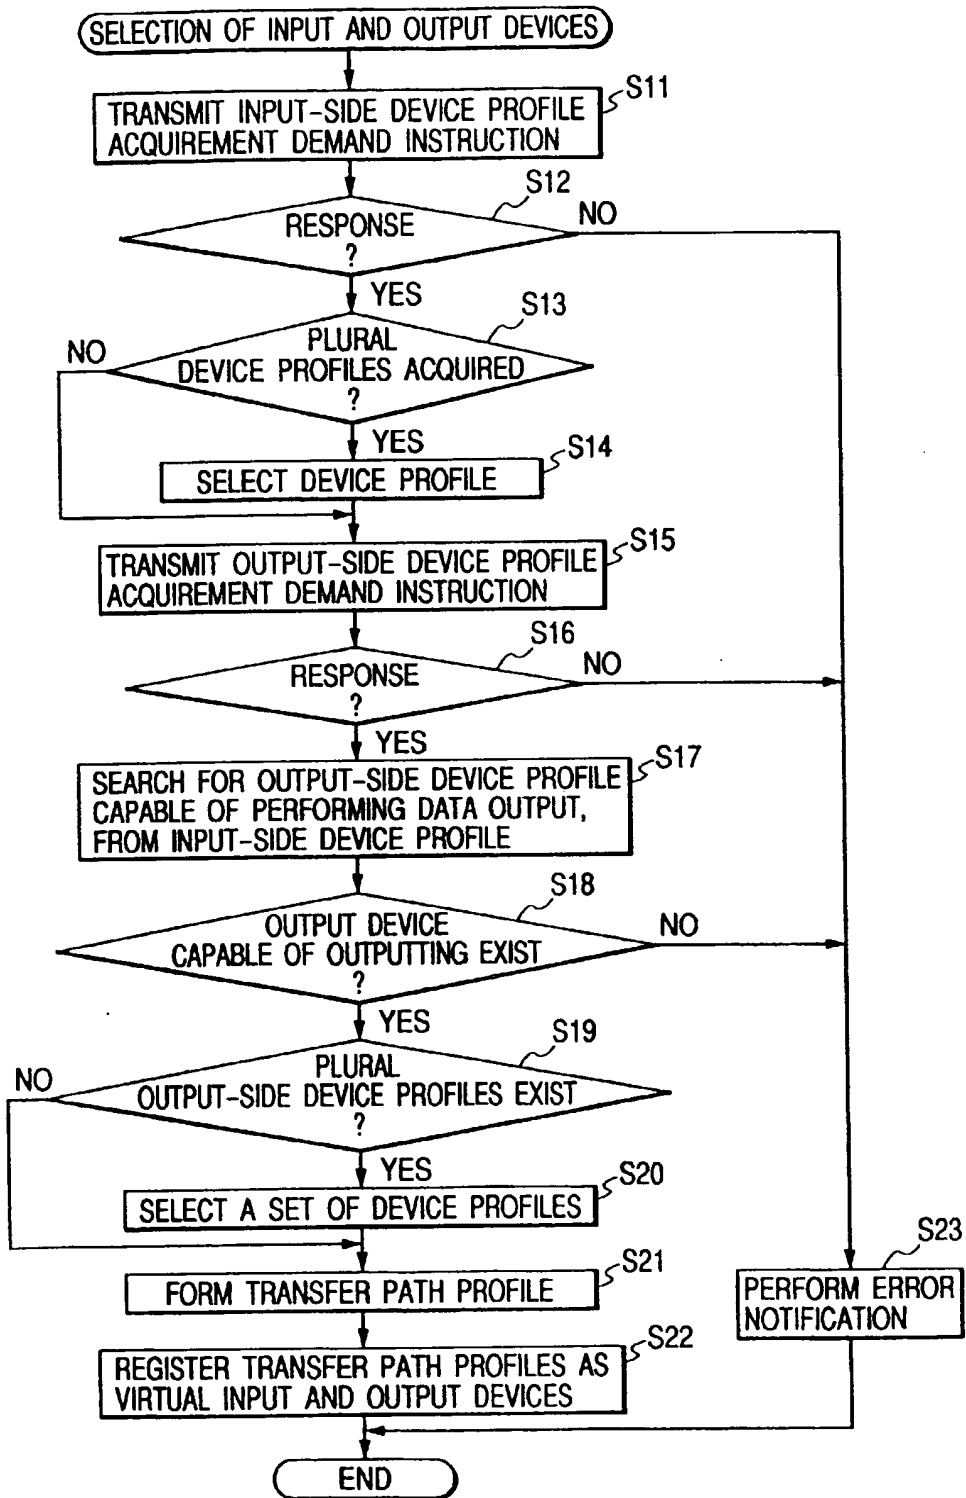 SELECTION OF INPUT AND OUTPUT DEVICES
S11
TRANSMIT INPUT-SIDE DEVICE PROFILE
ACQUIREMENT DEMAND INSTRUCTION
S12
RESPONSE
?
NO
YES
S13
PLURAL
DEVICE PROFILES ACQUIRED
?
NO
YES
S14
SELECT DEVICE PROFILE
S15
TRANSMIT OUTPUT-SIDE DEVICE PROFILE
ACQUIREMENT DEMAND INSTRUCTION
S16
RESPONSE
?
NO
YES
S17
SEARCH FOR OUTPUT-SIDE DEVICE PROFILE
CAPABLE OF PERFORMING DATA OUTPUT,
FROM INPUT-SIDE DEVICE PROFILE
S18
OUTPUT DEVICE
CAPABLE OF OUTPUTTING EXIST
?
NO
YES
S19
PLURAL
OUTPUT-SIDE DEVICE PROFILES EXIST
?
NO
YES
S20
SELECT A SET OF DEVICE PROFILES
S21
FORM TRANSFER PATH PROFILE
S22
REGISTER TRANSFER PATH PROFILES AS
VIRTUAL INPUT AND OUTPUT DEVICES
S23
PERFORM ERROR
NOTIFICATION
END